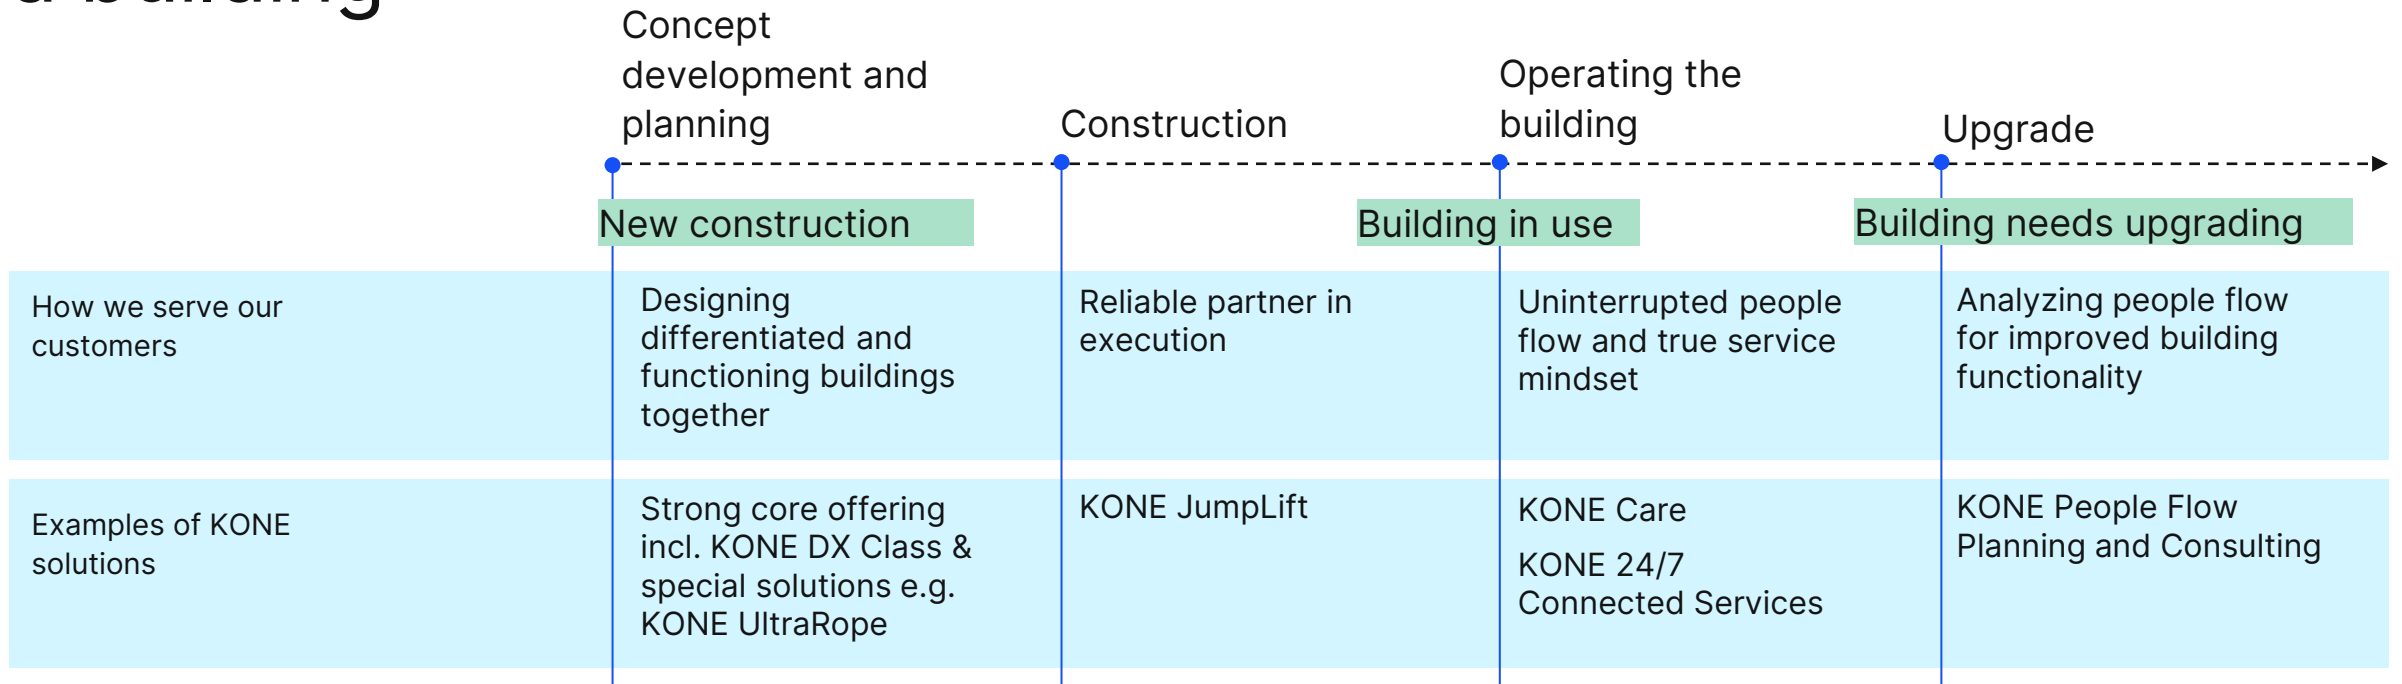 a building
Concept
development and
planning
Construction
Operating the
building
Upgrade
New construction
Building in use
Building needs upgrading
How we serve our
customers
Designing
differentiated and
functioning buildings
together
Reliable partner in
execution
Uninterrupted people
flow and true service
mindset
Analyzing people flow
for improved building
functionality
Examples of KONE
solutions
Strong core offering
incl. KONE DX Class &
special solutions e.g.
KONE UltraRope
KONE JumpLift
KONE Care
KONE 24/7
Connected Services
KONE People Flow
Planning and Consulting